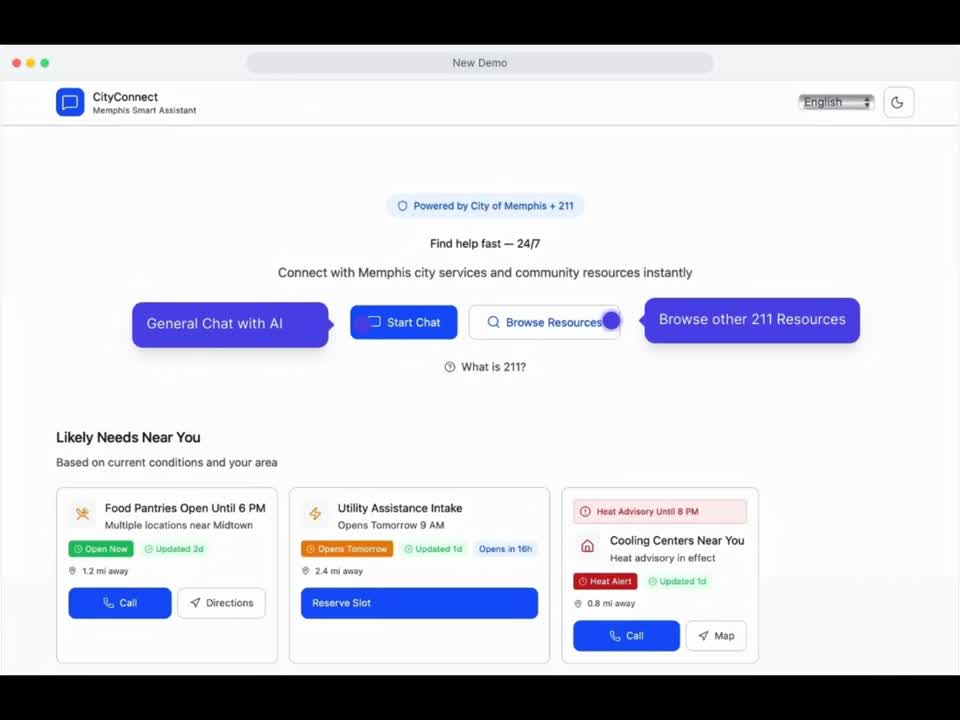 New Demo
CityConnect
Memphis Smart Assistant
English
Powered by City of Memphis + 211
Find help fast — 24/7
Connect with Memphis city services and community resources instantly
General Chat with AI
Start Chat
Browse Resources
Browse other 211 Resources
What is 211?
Likely Needs Near You
Based on current conditions and your area
Food Pantries Open Until 6 PM
Multiple locations near Midtown
Open Now
Updated 2d
1.2 mi away
Call
Directions
Utility Assistance Intake
Opens Tomorrow 9 AM
Opens Tomorrow
Updated 1d
Opens in 16h
2.4 mi away
Reserve Slot
Heat Advisory Until 8 PM
Cooling Centers Near You
Heat advisory in effect
Heat Alert
Updated 1d
0.8 mi away
Call
Map